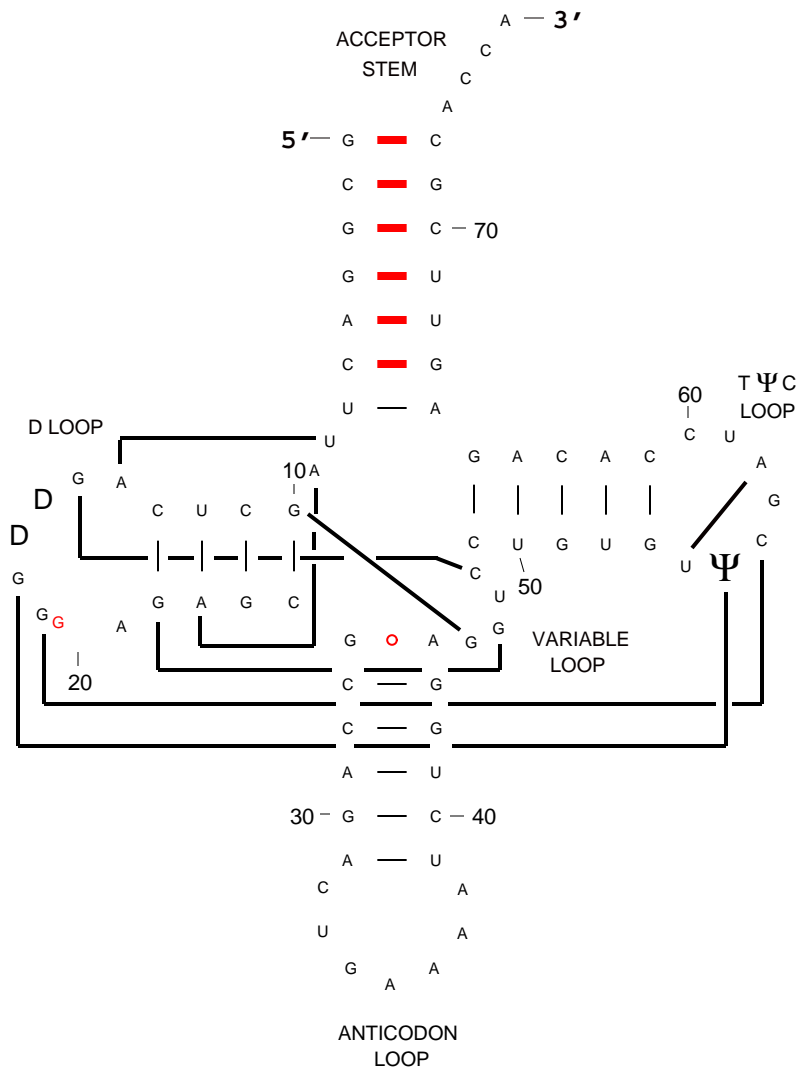 A 3′
ACCEPTOR
STEM
C
C
A
5′ G C
C G
G C 70
G U
A U
C G
U A
T Ψ C
LOOP
60
D LOOP
U
C U
G A C A C
A
10 A
G A
D
C U C G
G
D
C U G U G
C
U Ψ
C
50
G
G A G C
U
G G A
G A G G
VARIABLE
LOOP
20
C G
C G
A U
30 G C 40
A U
C A
U A
G A
A
ANTICODON
LOOP